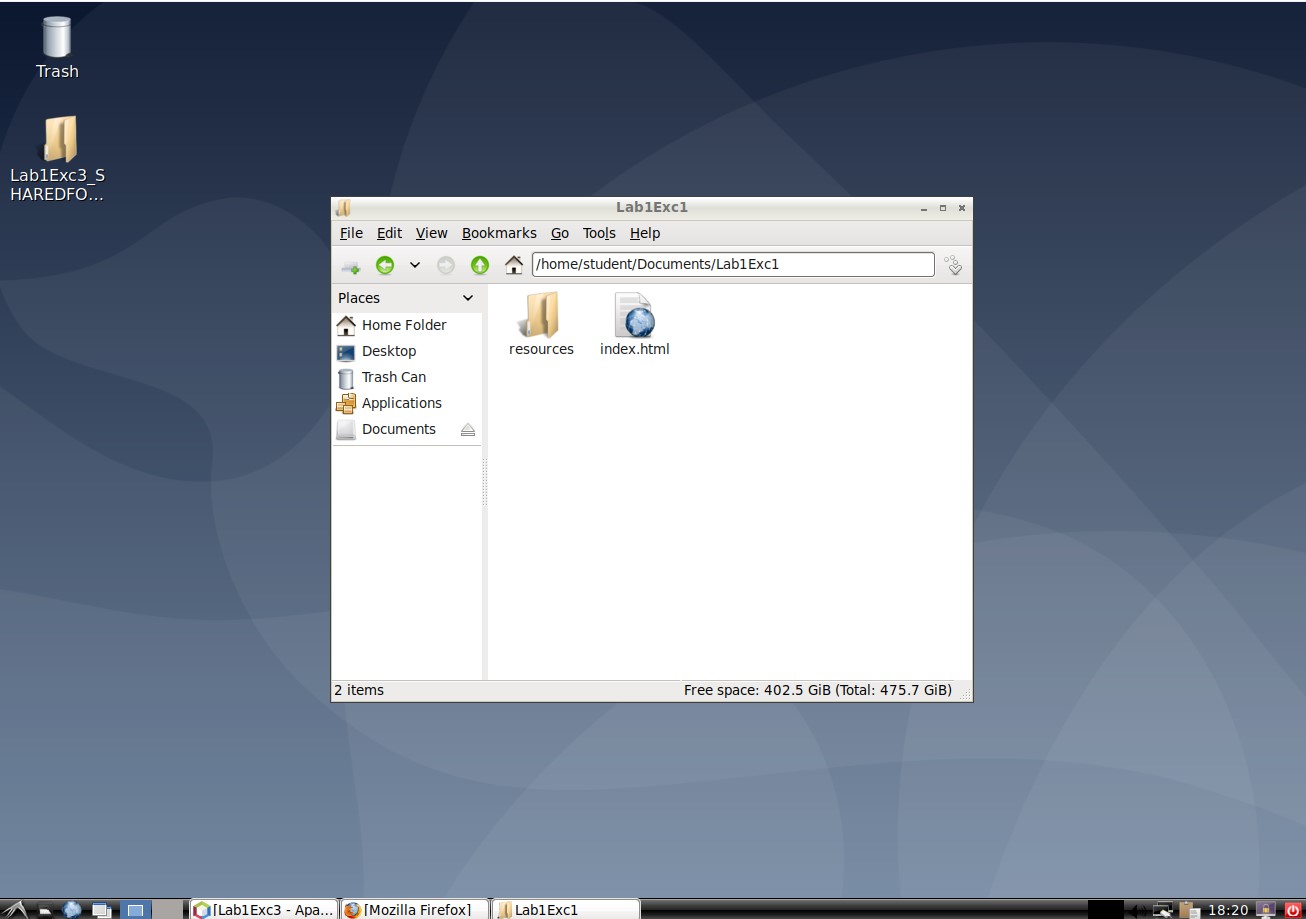 Trash
Lab1Exc3_S
HAREDFO...
Lab1Exc1
File Edit View Bookmarks Go Tools Help
/home/student/Documents/Lab1Exc1
Places
Home Folder
Desktop
Trash Can
Applications
Documents
resources
index.html
2 items
Free space: 402.5 GiB (Total: 475.7 GiB)
[Lab1Exc3 - Apa...
[Mozilla Firefox]
Lab1Exc1
18:20